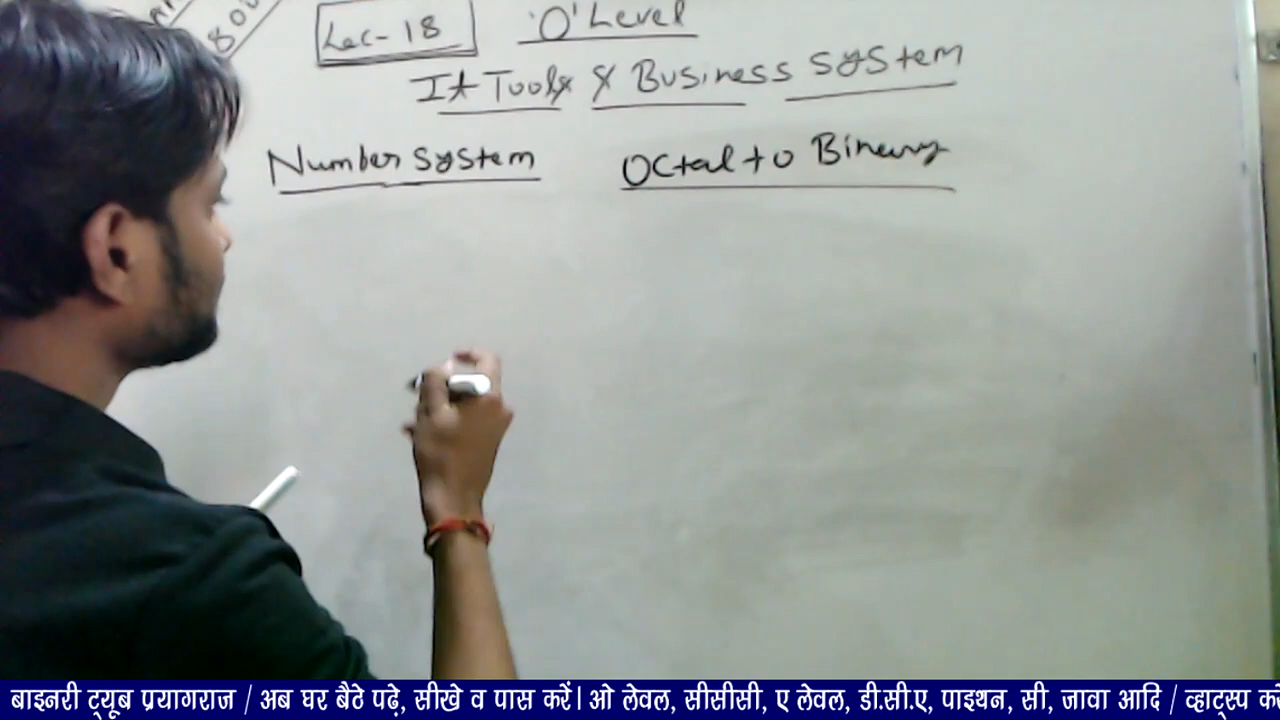 Lec-18 'O' Level
It Tools & Business system
Number system Octal to Binary
बाइनरी ट्यूब प्रयागराज / अब घर बैठे पढ़े, सीखे व पास करें। ओ लेवल, सीसीसी, ए लेवल, डी.सी.ए, पाइथन, सी, जावा आदि / व्हाट्स्प